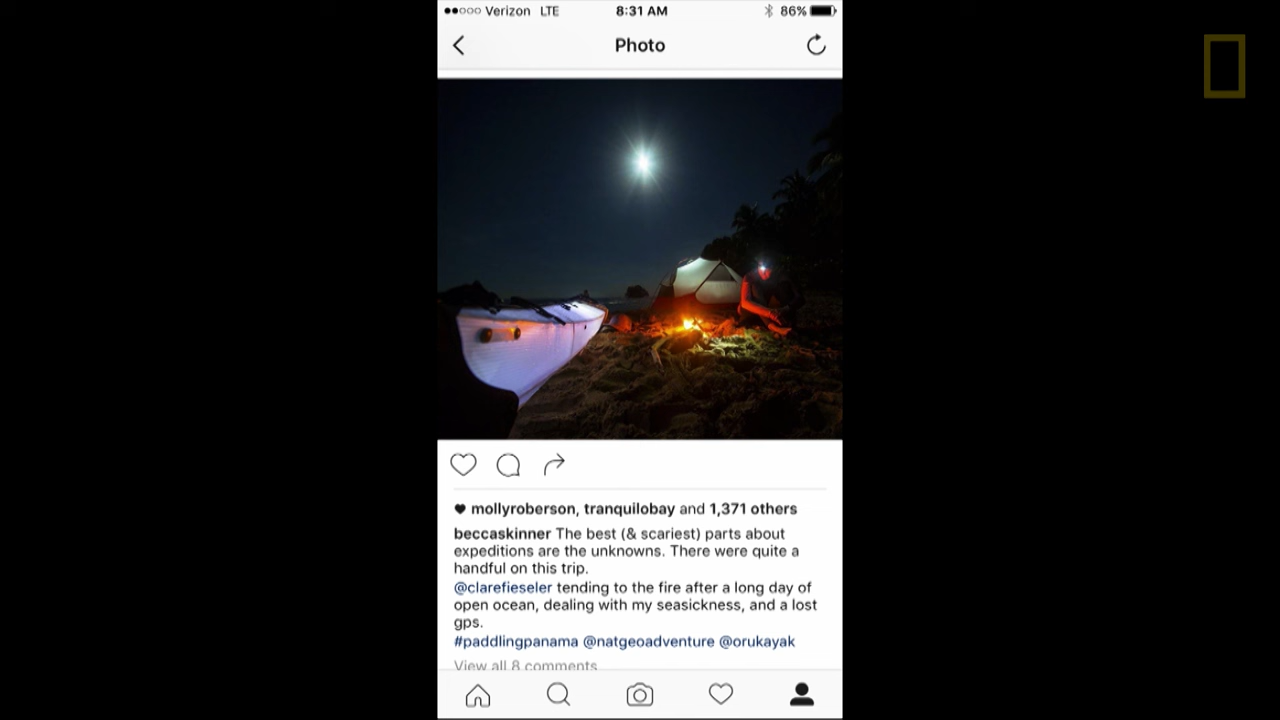 Verizon LTE 8:31 AM 86%
Photo
mollyroberson, tranquilobay and 1,371 others
beccaskinner The best (& scariest) parts about
expeditions are the unknowns. There were quite a
handful on this trip.
@clarefieseler tending to the fire after a long day of
open ocean, dealing with my seasickness, and a lost
gps.
#paddlingpanama @natgeoadventure @orukayak
View all 8 comments